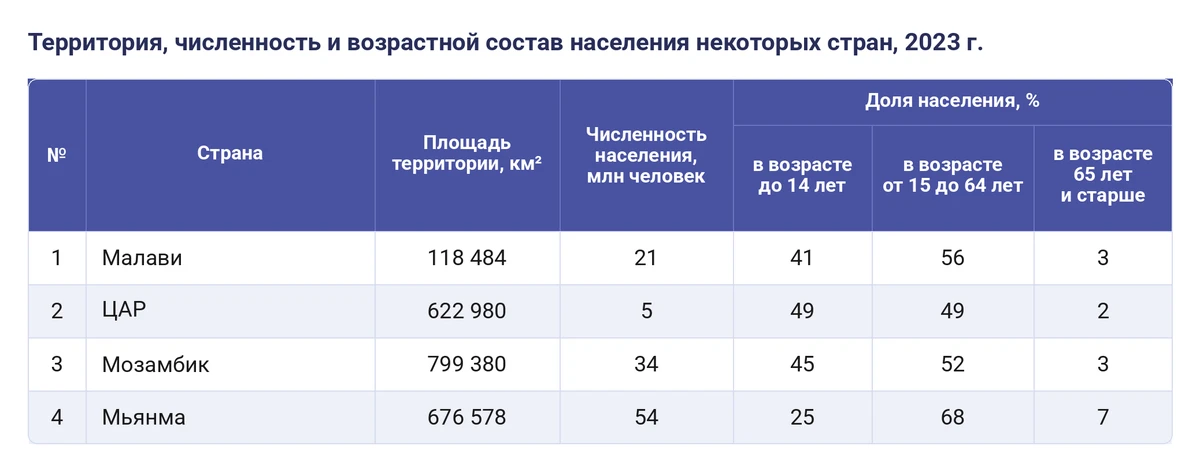 Территория, численность и возрастной состав населения некоторых стран, 2023 г.
№
Страна
Площадь
территории, км²
Численность
населения,
млн человек
Доля населения, %
в возрасте
до 14 лет
в возрасте
от 15 до 64 лет
в возрасте
65 лет
и старше
1 Малави 118 484 21 41 56 3
2 ЦАР 622 980 5 49 49 2
3 Мозамбик 799 380 34 45 52 3
4 Мьянма 676 578 54 25 68 7